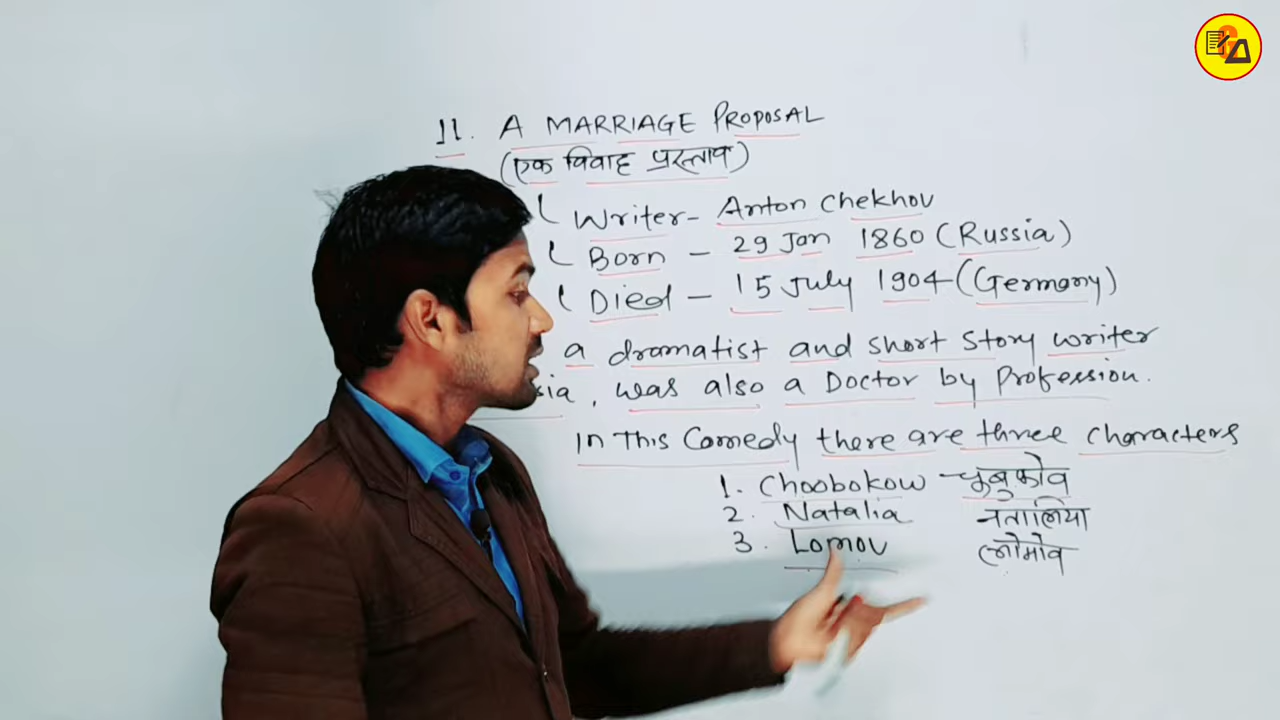 11. A MARRIAGE PROPOSAL
(एक विवाह प्रस्ताव)
Writer- Anton Chekhov
Born - 29 Jan 1860 (Russia)
Died - 15 July 1904 (Germany)
a dramatist and short story writer
sia, was also a Doctor by Profession.
In This Comedy there are three characters
1. Choobokow - चूबुकोव
2. Natalia नतालिया
3. Lomov लोमोव